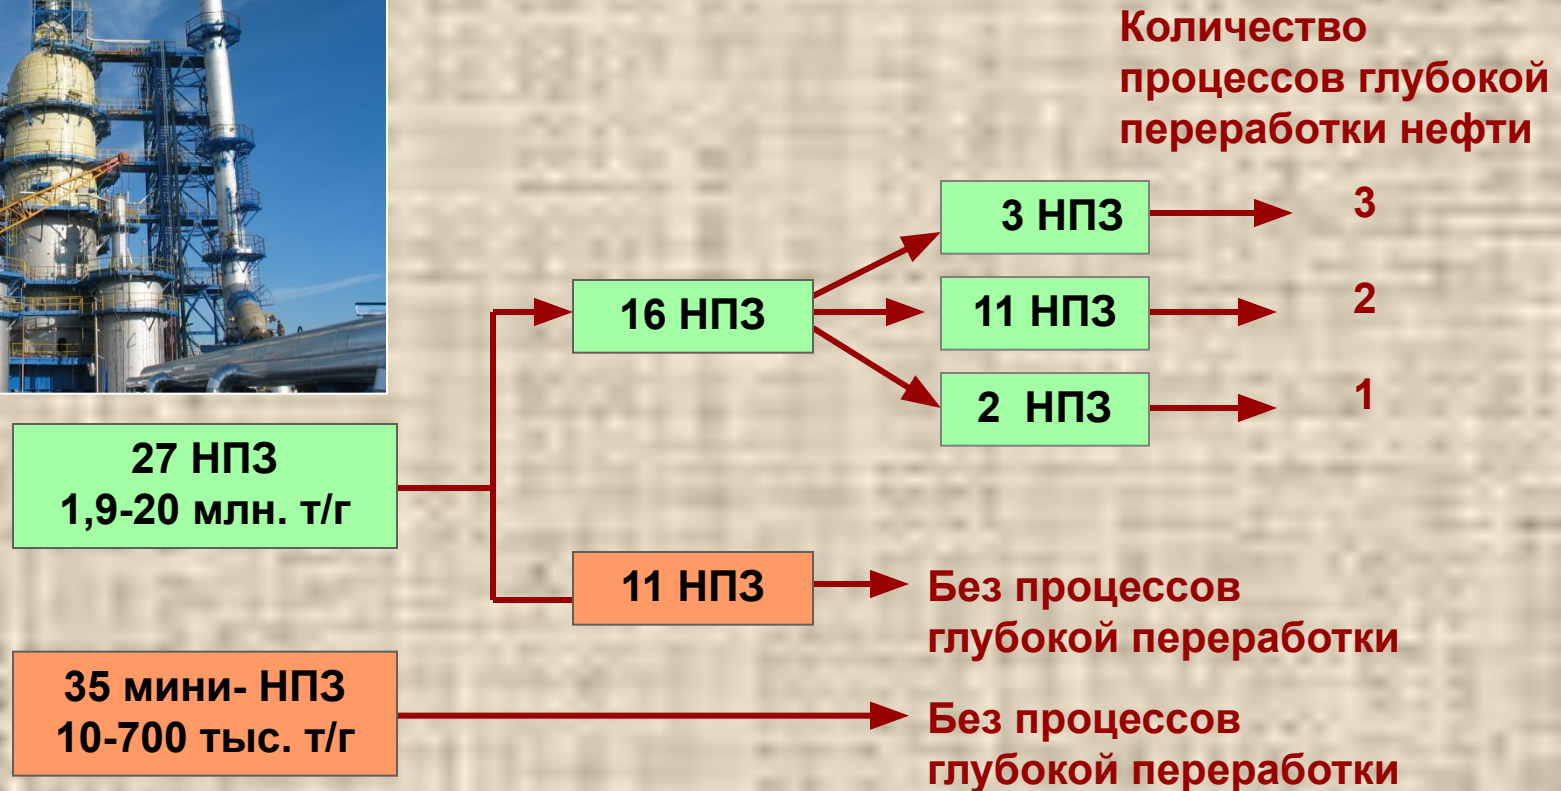 Количество
процессов глубокой
переработки нефти
3 НПЗ
3
16 НПЗ
11 НПЗ
2
2 НПЗ
1
27 НПЗ
1,9-20 млн. т/г
11 НПЗ
Без процессов
глубокой переработки
35 мини- НПЗ
10-700 тыс. т/г
Без процессов
глубокой переработки